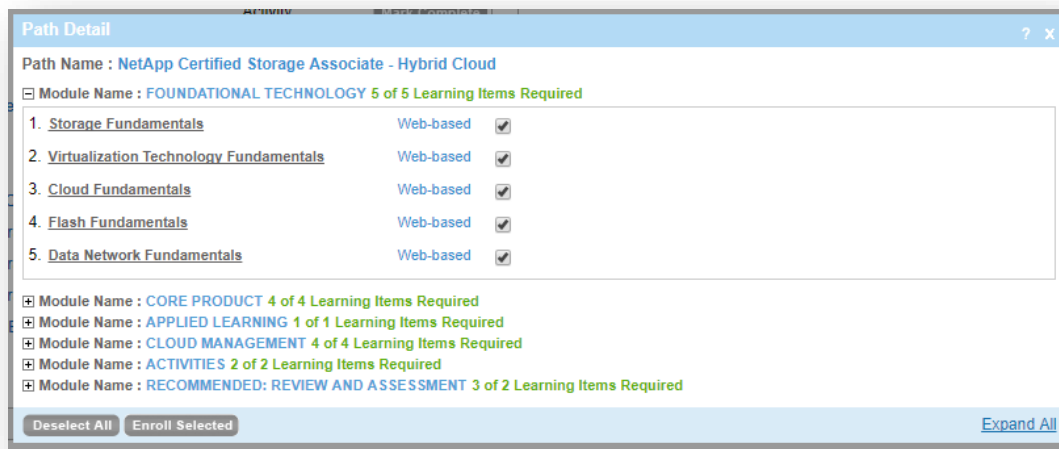 Activity Mark Complete
Path Detail ? X
Path Name : NetApp Certified Storage Associate - Hybrid Cloud
Module Name : FOUNDATIONAL TECHNOLOGY 5 of 5 Learning Items Required
1. Storage Fundamentals Web-based
2. Virtualization Technology Fundamentals Web-based
3. Cloud Fundamentals Web-based
4. Flash Fundamentals Web-based
5. Data Network Fundamentals Web-based
Module Name : CORE PRODUCT 4 of 4 Learning Items Required
Module Name : APPLIED LEARNING 1 of 1 Learning Items Required
Module Name : CLOUD MANAGEMENT 4 of 4 Learning Items Required
Module Name : ACTIVITIES 2 of 2 Learning Items Required
Module Name : RECOMMENDED: REVIEW AND ASSESSMENT 3 of 2 Learning Items Required
Deselect All Enroll Selected Expand All